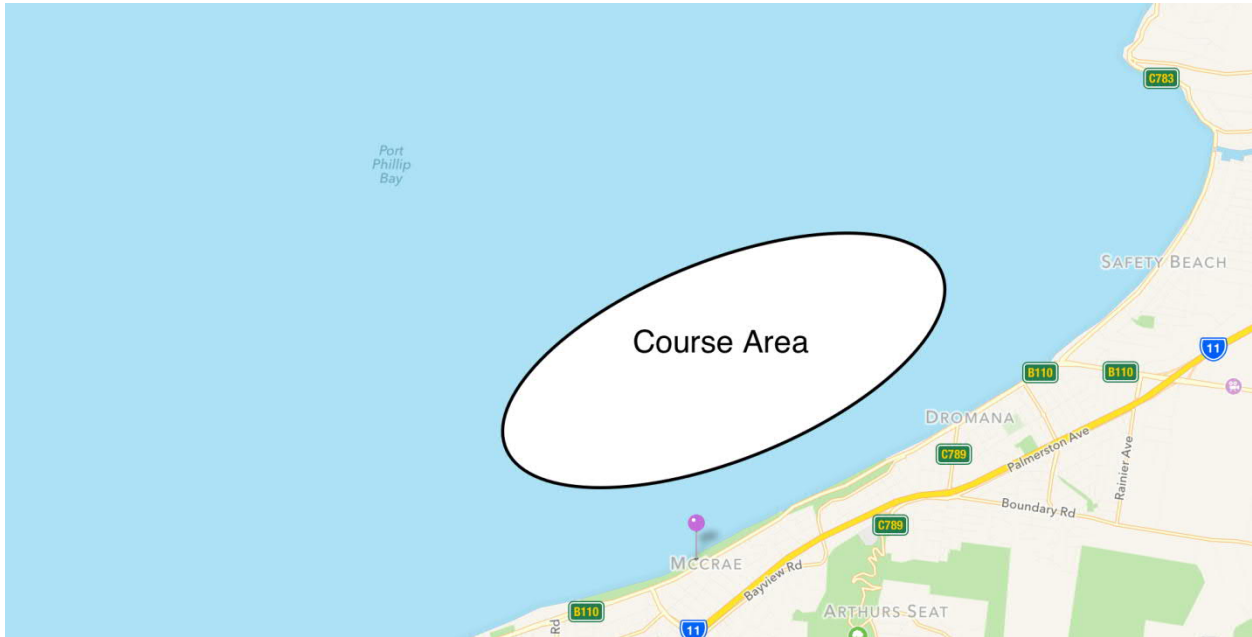 C783
Port
Phillip
Bay
SAFETY BEACH
Course Area
11
B110
B110
DROMANA
C789
Palmerston Ave
Rainier Ave
Boundary Rd
C789
MCCRAE
Bayview Rd
ARTHURS SEAT
B110
Rd
11